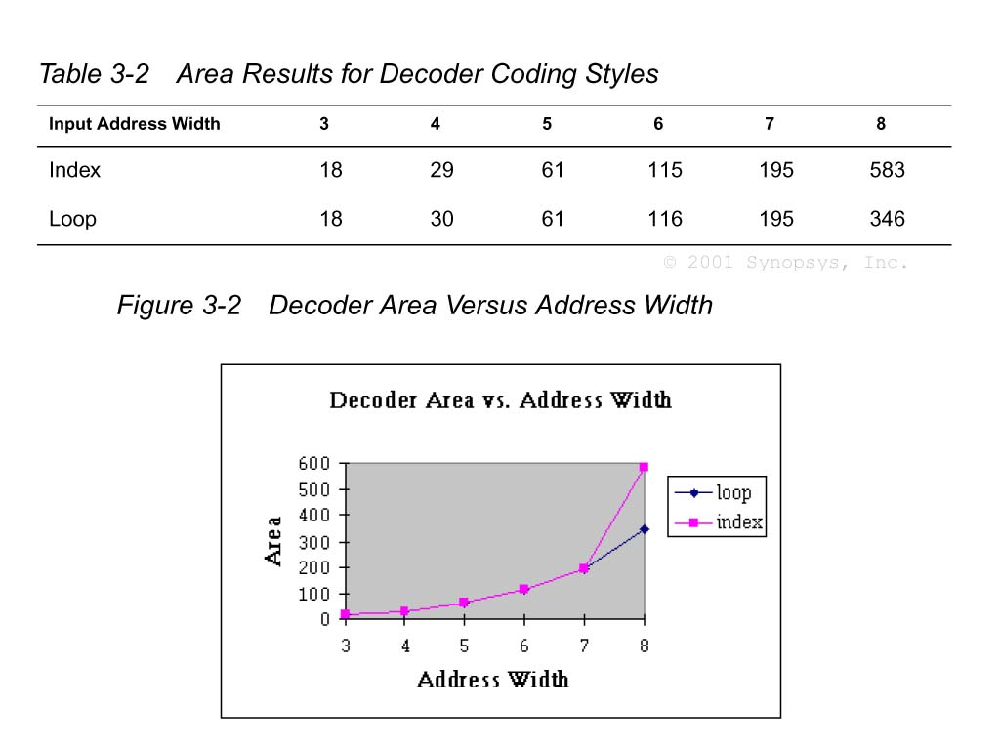 Table 3-2 Area Results for Decoder Coding Styles
Input Address Width 3 4 5 6 7 8
Index 18 29 61 115 195 583
Loop 18 30 61 116 195 346
© 2001 Synopsys, Inc.
Figure 3-2 Decoder Area Versus Address Width
Decoder Area vs. Address Width
600
500
400
300
200
100
0
Area
3 4 5 6 7 8
Address Width
loop
index